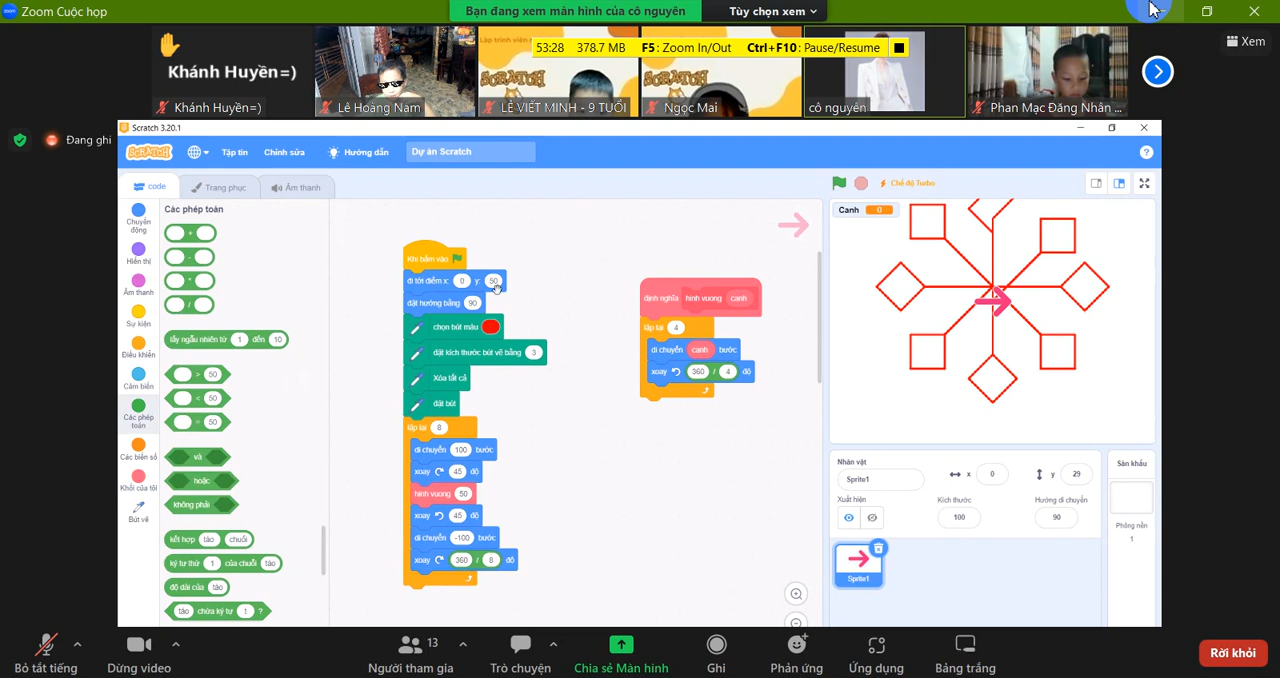 Zoom Cuộc họp
Bạn đang xem màn hình của cô nguyên
Tùy chọn xem
53:28 378.7 MB F5: Zoom In/Out Ctrl+F10: Pause/Resume
Xem
Khánh Huyền=)
Khánh Huyền=)
Lê Hoàng Nam
LÊ VIẾT MINH - 9 TUỔI
Ngọc Mai
cô nguyên
Phan Mạc Đăng Nhân ...
Đang ghi
Scratch 3.20.1
SCRATCH
Tập tin
Chỉnh sửa
Hướng dẫn
Dự án Scratch
?
code
Trang phục
Âm thanh
Chế độ Turbo
Chuyển động
Hiển thị
Âm thanh
Sự kiện
Điều khiển
Cảm biến
Các phép toán
Các biến số
Khối của tôi
Bút vẽ
Các phép toán
+
-
*
/
lấy ngẫu nhiên từ 1 đến 10
> 50
< 50
= 50
và
hoặc
không phải
kết hợp táo chuối
ký tự thứ 1 của chuỗi táo
độ dài của táo
táo chứa ký tự t ?
Khi bấm vào
đi tới điểm x: 0 y: 50
đặt hướng bằng 90
chọn bút màu
đặt kích thước bút vẽ bằng 3
Xóa tất cả
đặt bút
lặp lại 8
di chuyển 100 bước
xoay 45 độ
hình vuong 50
xoay 45 độ
di chuyển -100 bước
xoay 360 / 8 độ
định nghĩa hình vuong canh
lặp lại 4
di chuyển canh bước
xoay 360 / 4 độ
Canh 0
Nhân vật
Sprite1
x 0
y 29
Xuất hiện
Kích thước
100
Hướng di chuyển
90
Sprite1
Sân khấu
Phông nền
1
Bỏ tắt tiếng
Dừng video
13
Người tham gia
Trò chuyện
Chia sẻ Màn hình
Ghi
Phản ứng
Ứng dụng
Bảng trắng
Rời khỏi